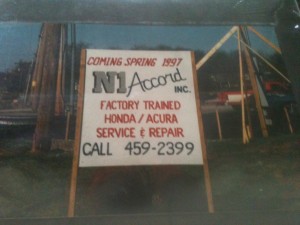 COMING SPRING 1997
N1 Accord
INC.
FACTORY TRAINED
HONDA/ACURA
SERVICE & REPAIR
CALL 459-2399